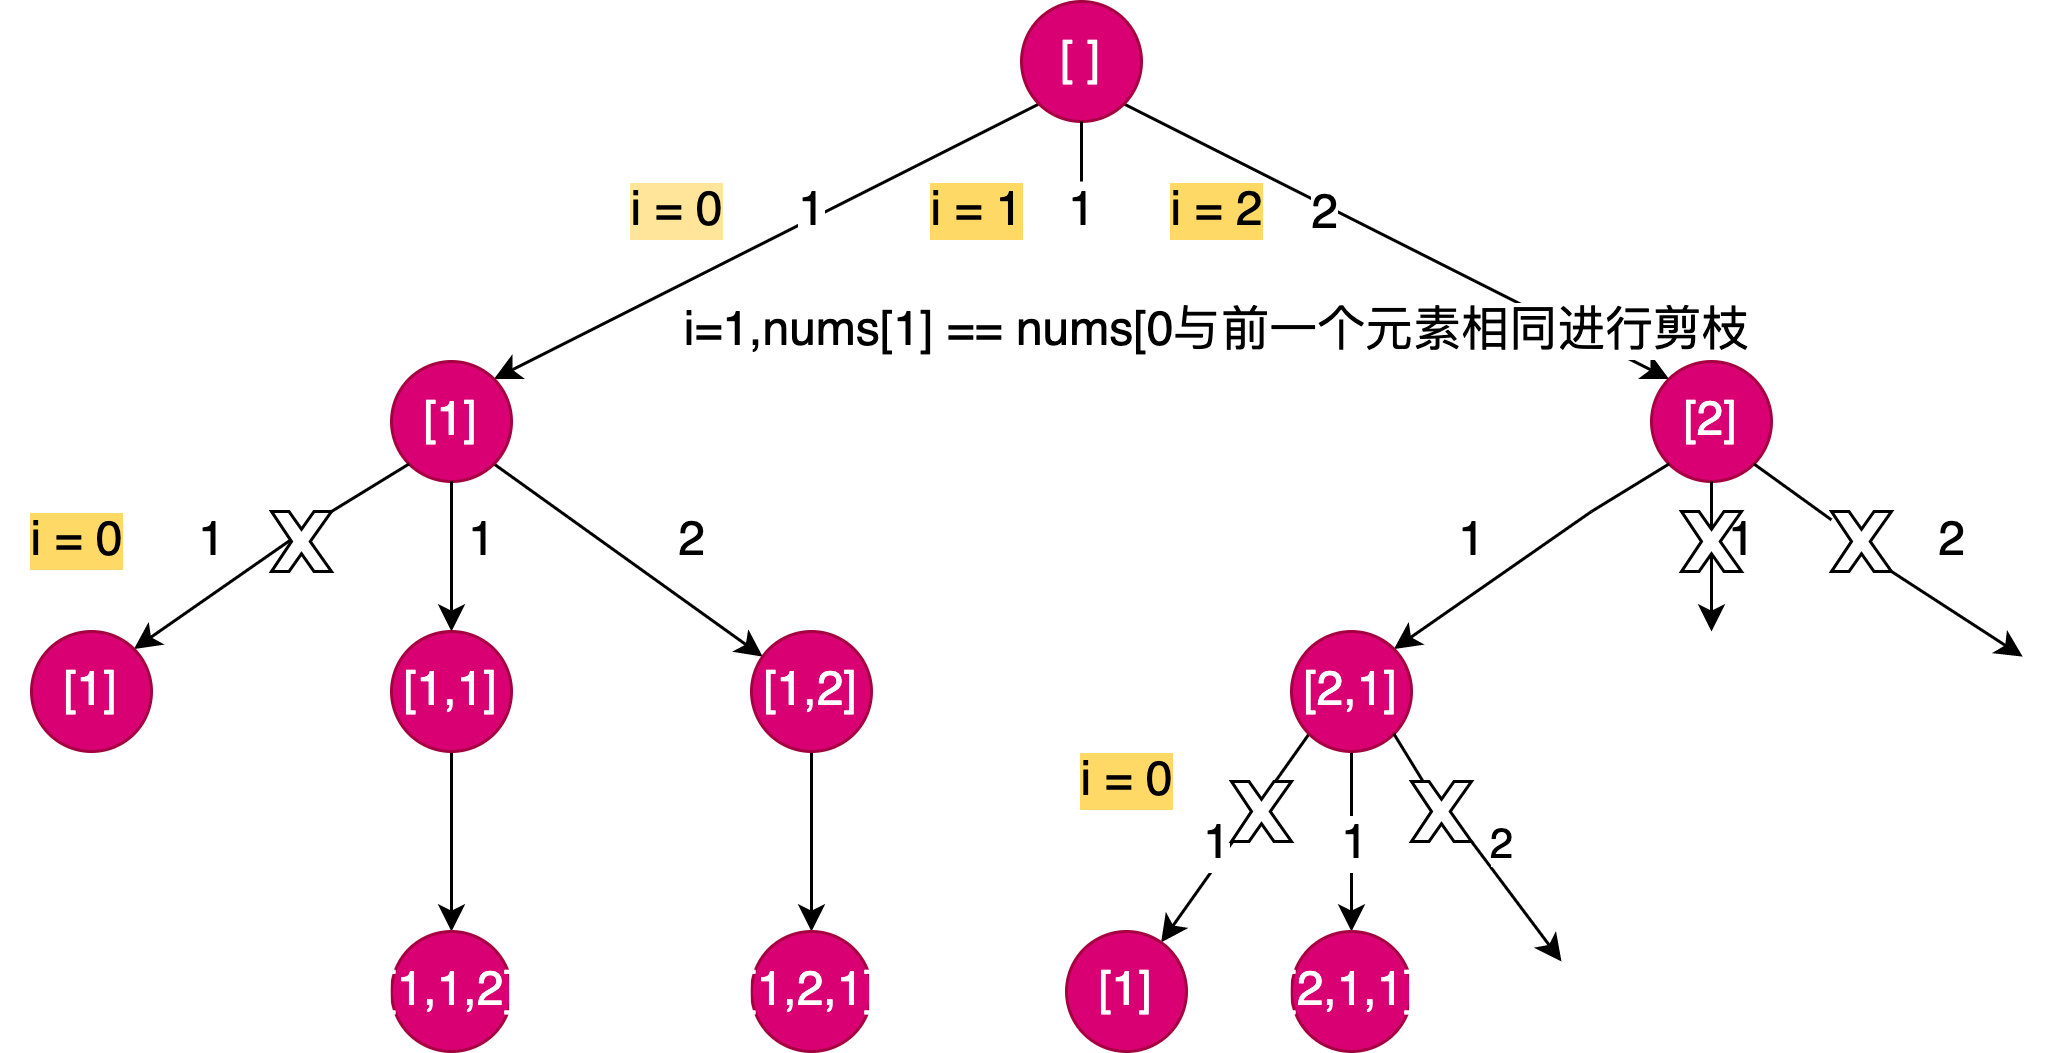 [ ]
i = 0
1
i = 1
1
i = 2
2
i=1,nums[1] == nums[0与前一个元素相同进行剪枝
[1]
[2]
i = 0
1
X
1
2
1
X
1
X
2
[1]
[1,1]
[1,2]
[2,1]
i = 0
X
X
1
1
2
[1,1,2]
[1,2,1]
[1]
[2,1,1]